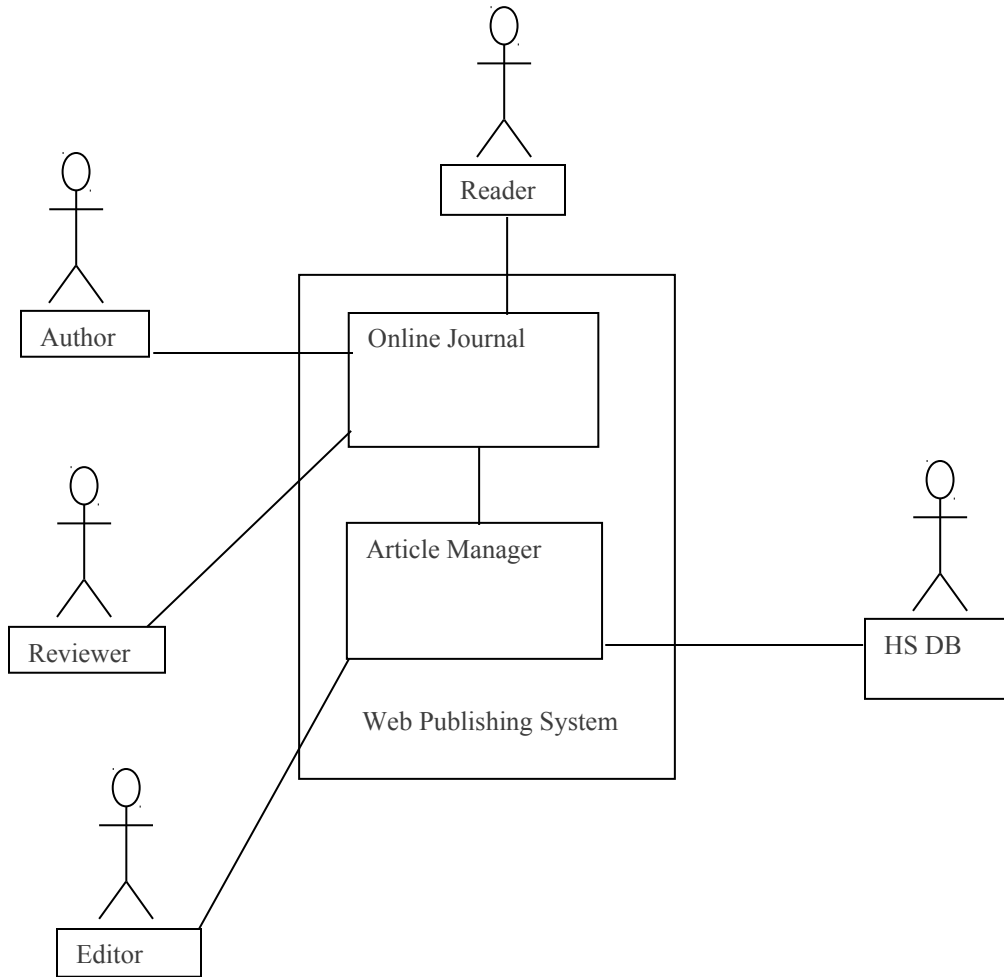 Reader
Author
Online Journal
Article Manager
Reviewer
HS DB
Web Publishing System
Editor